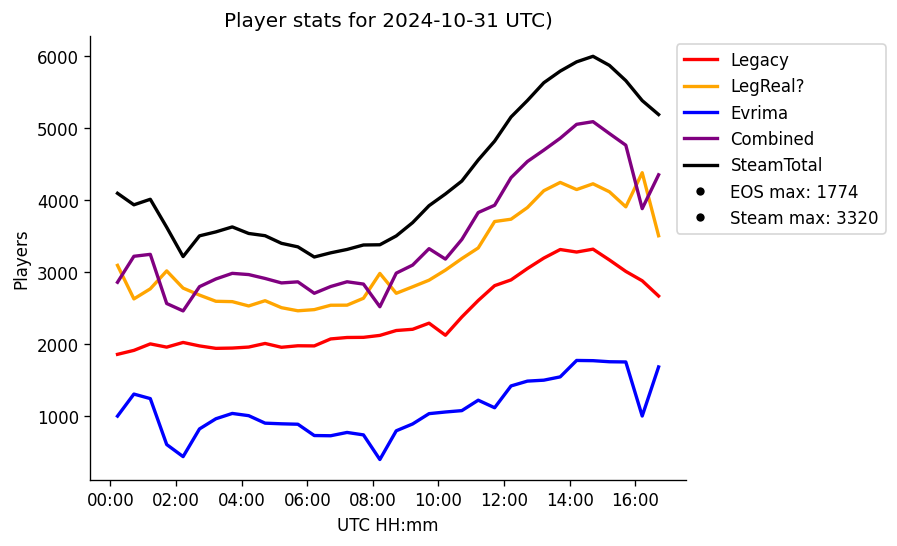 Player stats for 2024-10-31 UTC)
Legacy
LegReal?
Evrima
Combined
SteamTotal
EOS max: 1774
Steam max: 3320
Players
6000
5000
4000
3000
2000
1000
00:00 02:00 04:00 06:00 08:00 10:00 12:00 14:00 16:00
UTC HH:mm